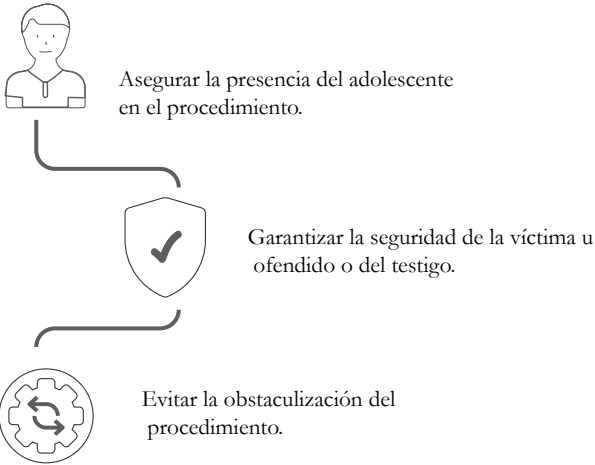 Asegurar la presencia del adolescente
en el procedimiento.
Garantizar la seguridad de la víctima u
ofendido o del testigo.
Evitar la obstaculización del
procedimiento.